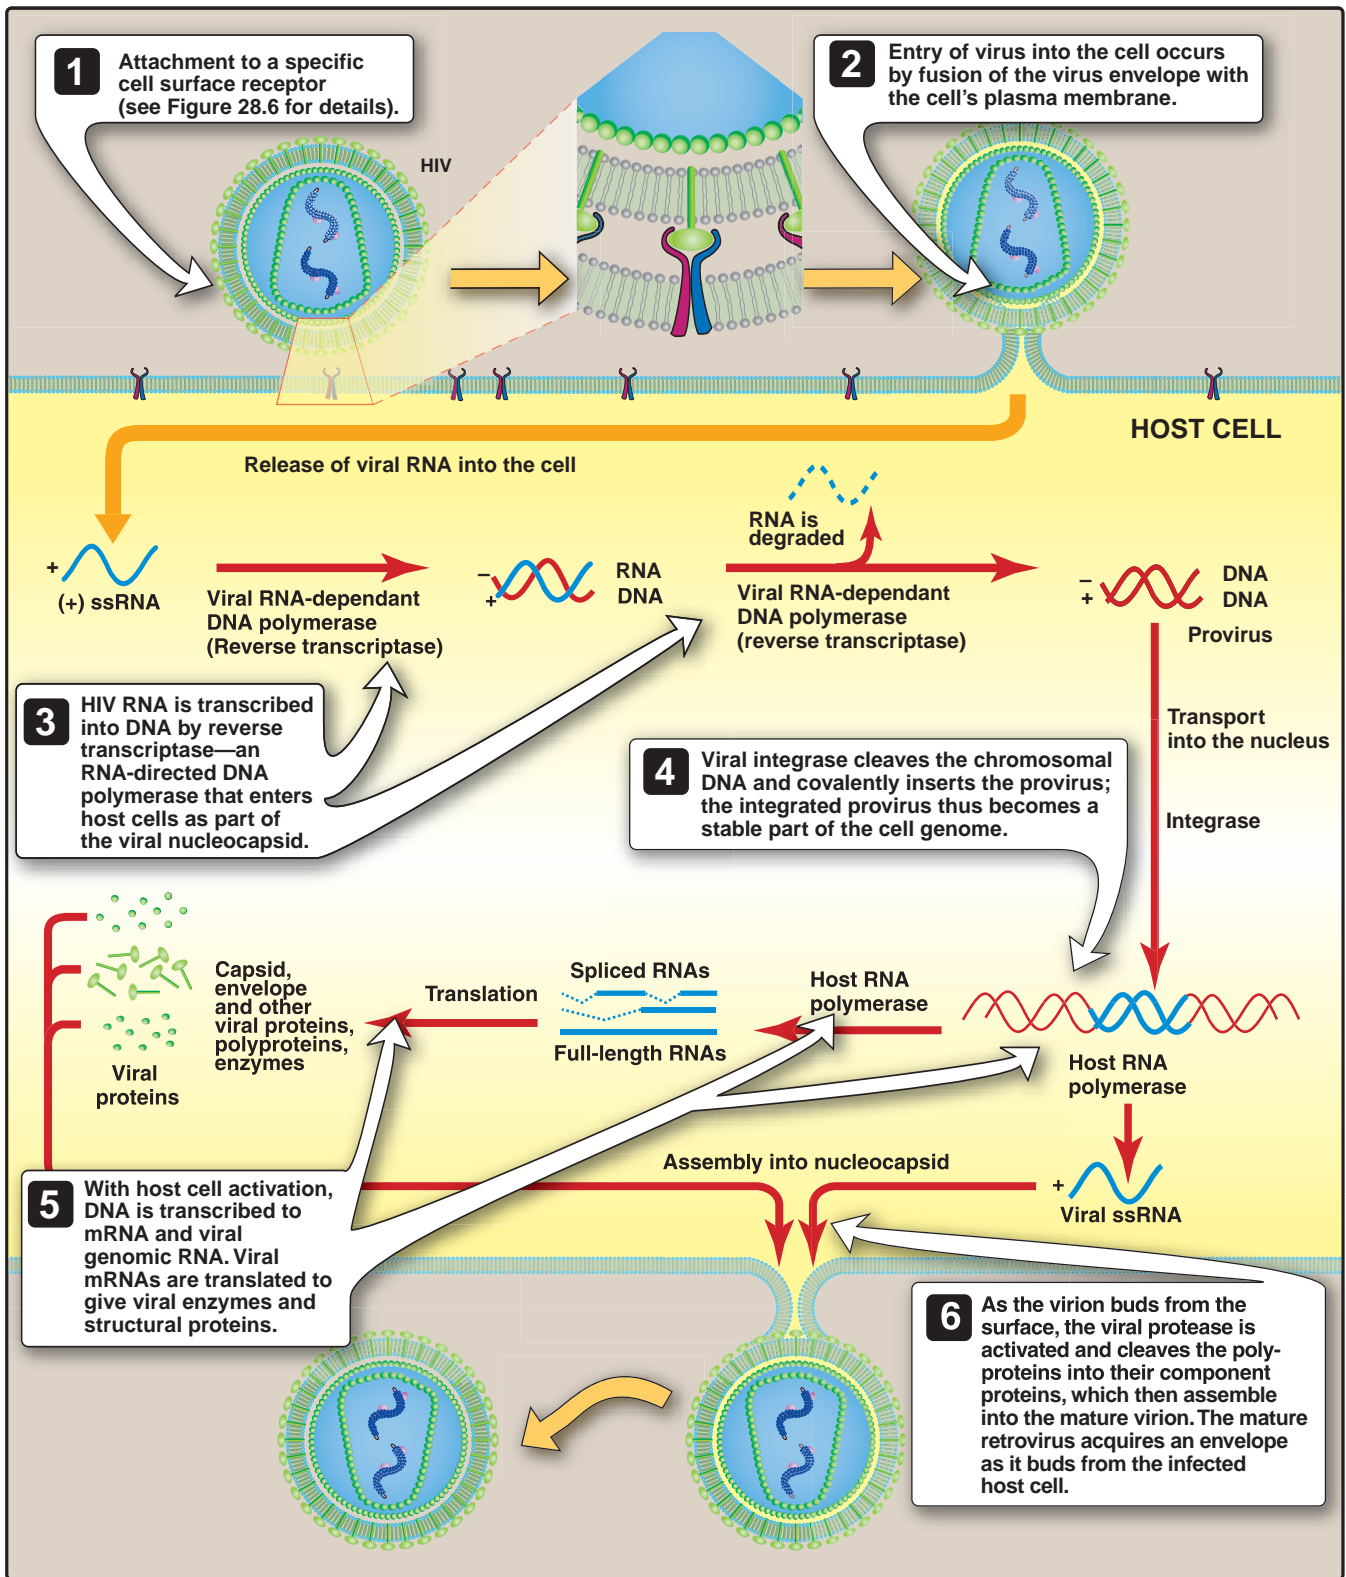 1
Attachment to a specific
cell surface receptor
(see Figure 28.6 for details).
HIV
2
Entry of virus into the cell occurs
by fusion of the virus envelope with
the cell's plasma membrane.
HOST CELL
Release of viral RNA into the cell
+
(+) ssRNA
Viral RNA-dependant
DNA polymerase
(Reverse transcriptase)
–
+
RNA
DNA
RNA is
degraded
Viral RNA-dependant
DNA polymerase
(reverse transcriptase)
–
+
DNA
DNA
Provirus
3
HIV RNA is transcribed
into DNA by reverse
transcriptase—an
RNA-directed DNA
polymerase that enters
host cells as part of
the viral nucleocapsid.
Transport
into the nucleus
4
Viral integrase cleaves the chromosomal
DNA and covalently inserts the provirus;
the integrated provirus thus becomes a
stable part of the cell genome.
Integrase
Viral
proteins
Capsid,
envelope
and other
viral proteins,
polyproteins,
enzymes
Translation
Spliced RNAs
Full-length RNAs
Host RNA
polymerase
Host RNA
polymerase
Assembly into nucleocapsid
+
Viral ssRNA
5
With host cell activation,
DNA is transcribed to
mRNA and viral
genomic RNA. Viral
mRNAs are translated to
give viral enzymes and
structural proteins.
6
As the virion buds from the
surface, the viral protease is
activated and cleaves the poly-
proteins into their component
proteins, which then assemble
into the mature virion. The mature
retrovirus acquires an envelope
as it buds from the infected
host cell.